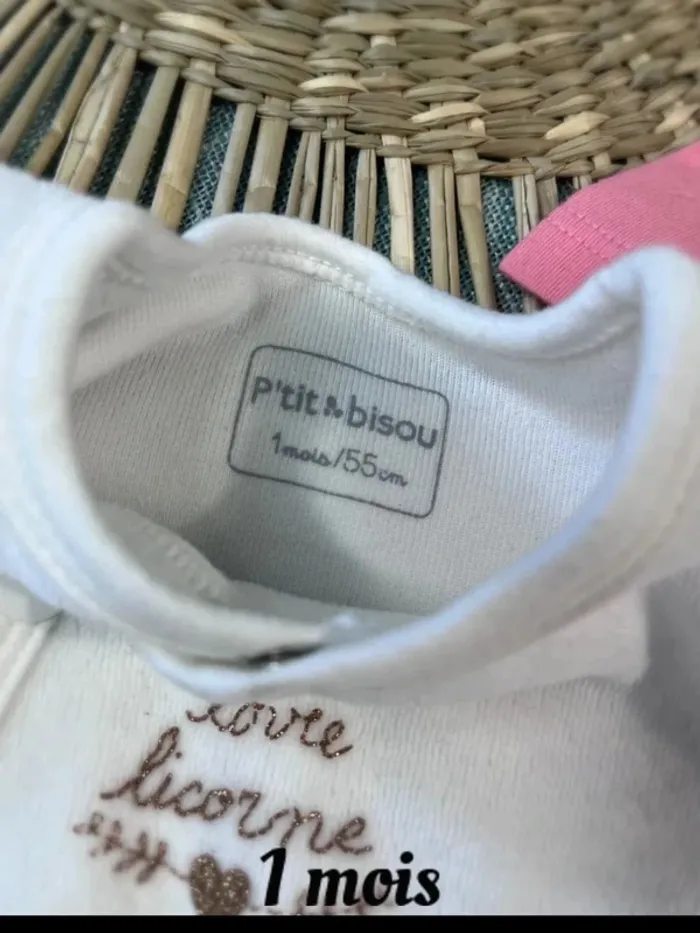 P'tit bisou
1 mois/55cm
licorne
1 mois